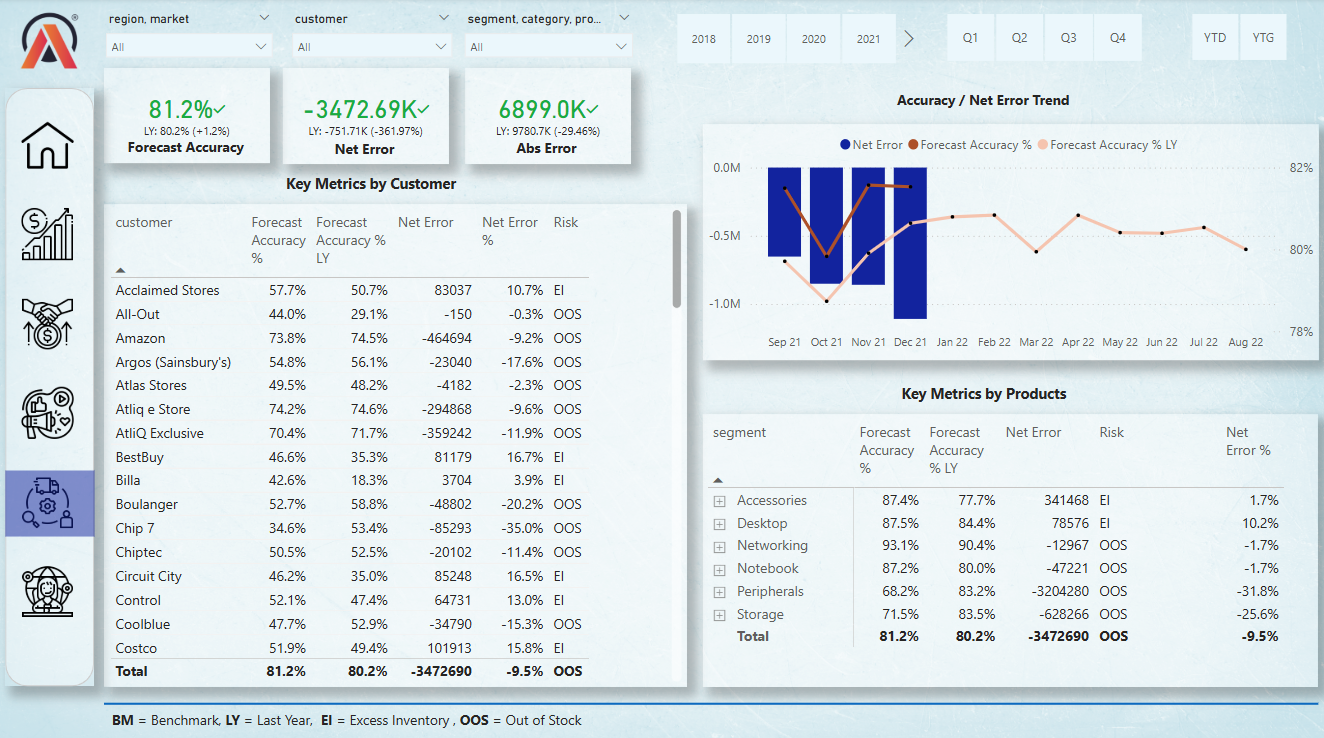 region, market
customer
segment, category, pro...
All
All
All
2018 2019 2020 2021
Q1 Q2 Q3 Q4
YTD YTG
81.2%
LY: 80.2% (+1.2%)
Forecast Accuracy
-3472.69K
LY: -751.71K (-361.97%)
Net Error
6899.0K
LY: 9780.7K (-29.46%)
Abs Error
Key Metrics by Customer
customer Forecast Accuracy % Forecast Accuracy % LY Net Error Net Error % Risk
Acclaimed Stores 57.7% 50.7% 83037 10.7% EI
All-Out 44.0% 29.1% -150 -0.3% OOS
Amazon 73.8% 74.5% -464694 -9.2% OOS
Argos (Sainsbury's) 54.8% 56.1% -23040 -17.6% OOS
Atlas Stores 49.5% 48.2% -4182 -2.3% OOS
Atliq e Store 74.2% 74.6% -294868 -9.6% OOS
AtliQ Exclusive 70.4% 71.7% -359242 -11.9% OOS
BestBuy 46.6% 35.3% 81179 16.7% EI
Billa 42.6% 18.3% 3704 3.9% EI
Boulanger 52.7% 58.8% -48802 -20.2% OOS
Chip 7 34.6% 53.4% -85293 -35.0% OOS
Chiptec 50.5% 52.5% -20102 -11.4% OOS
Circuit City 46.2% 35.0% 85248 16.5% EI
Control 52.1% 47.4% 64731 13.0% EI
Coolblue 47.7% 52.9% -34790 -15.3% OOS
Costco 51.9% 49.4% 101913 15.8% EI
Total 81.2% 80.2% -3472690 -9.5% OOS
Accuracy / Net Error Trend
Net Error Forecast Accuracy % Forecast Accuracy % LY
0.0M 82%
-0.5M 80%
-1.0M 78%
Sep 21 Oct 21 Nov 21 Dec 21 Jan 22 Feb 22 Mar 22 Apr 22 May 22 Jun 22 Jul 22 Aug 22
Key Metrics by Products
segment Forecast Accuracy % Forecast Accuracy % LY Net Error Risk Net Error %
Accessories 87.4% 77.7% 341468 EI 1.7%
Desktop 87.5% 84.4% 78576 EI 10.2%
Networking 93.1% 90.4% -12967 OOS -1.7%
Notebook 87.2% 80.0% -47221 OOS -1.7%
Peripherals 68.2% 83.2% -3204280 OOS -31.8%
Storage 71.5% 83.5% -628266 OOS -25.6%
Total 81.2% 80.2% -3472690 OOS -9.5%
BM = Benchmark, LY = Last Year, EI = Excess Inventory , OOS = Out of Stock